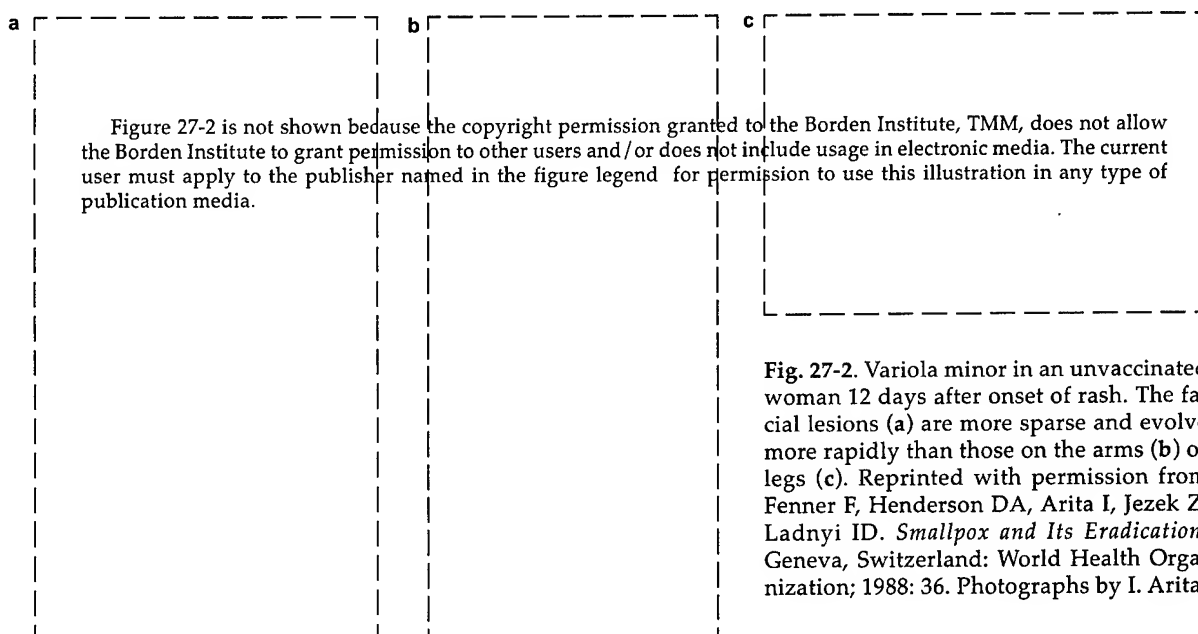 a b c
Figure 27-2 is not shown because the copyright permission granted to the Borden Institute, TMM, does not allow
the Borden Institute to grant permission to other users and/or does not include usage in electronic media. The current
user must apply to the publisher named in the figure legend for permission to use this illustration in any type of
publication media.
Fig. 27-2. Variola minor in an unvaccinated
woman 12 days after onset of rash. The fa-
cial lesions (a) are more sparse and evolve
more rapidly than those on the arms (b) o
legs (c). Reprinted with permission from
Fenner F, Henderson DA, Arita I, Jezek Z
Ladnyi ID. Smallpox and Its Eradication
Geneva, Switzerland: World Health Orga
nization; 1988: 36. Photographs by I. Arita